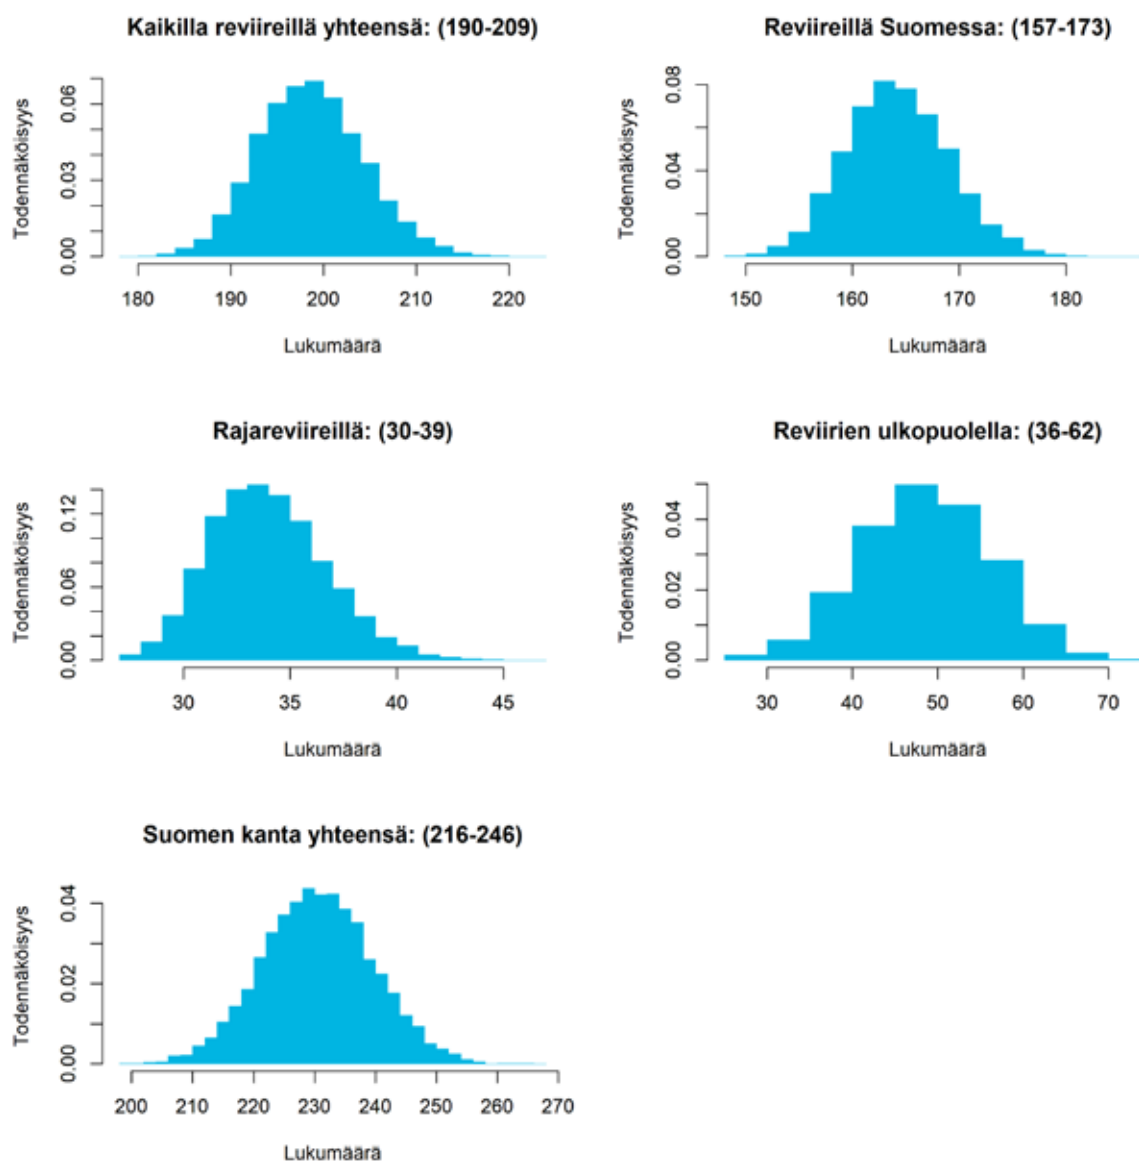 Kaikilla reviireillä yhteensä: (190-209)
Todennäköisyys
0.00 0.03 0.06
180 190 200 210 220
Lukumäärä
Reviireillä Suomessa: (157-173)
Todennäköisyys
0.00 0.04 0.08
150 160 170 180
Lukumäärä
Rajareviireillä: (30-39)
Todennäköisyys
0.00 0.06 0.12
30 35 40 45
Lukumäärä
Reviirien ulkopuolella: (36-62)
Todennäköisyys
0.00 0.02 0.04
30 40 50 60 70
Lukumäärä
Suomen kanta yhteensä: (216-246)
Todennäköisyys
0.00 0.02 0.04
200 210 220 230 240 250 260 270
Lukumäärä